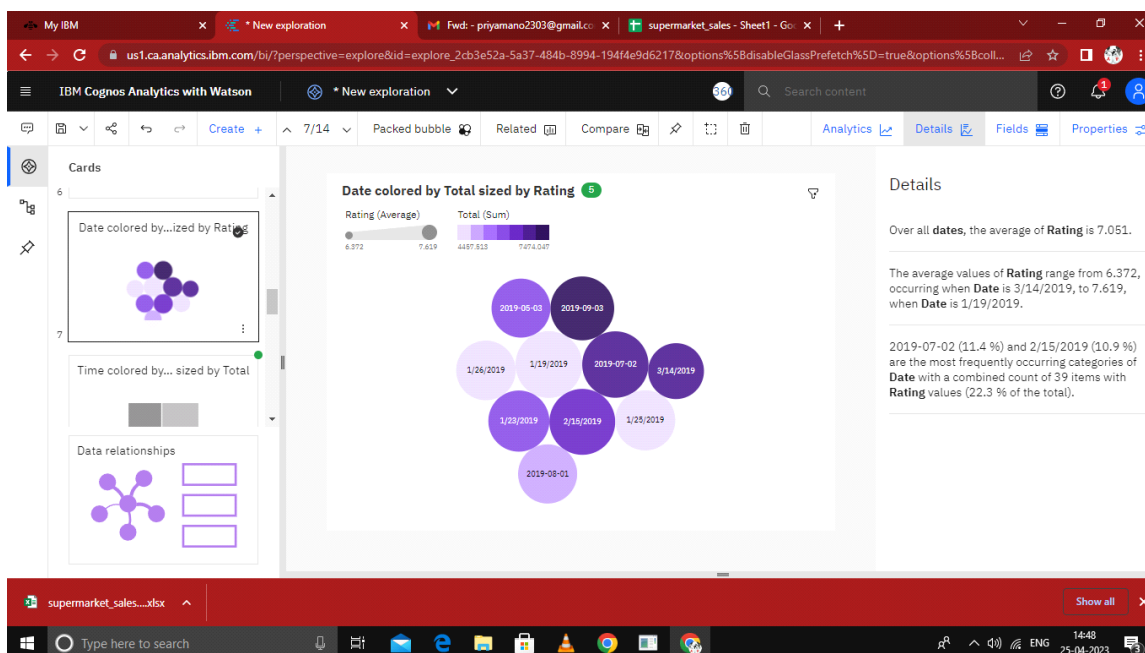 My IBM
* New exploration
Fwd: - priyamano2303@gmail.co
supermarket_sales - Sheet1 - Goo
us1.ca.analytics.ibm.com/bi/?perspective=explore&id=explore_2cb3e52a-5a37-484b-8994-194f4e9d6217&options%5BdisableGlassPrefetch%5D=true&options%5Bcoll...
IBM Cognos Analytics with Watson
* New exploration
360
Search content
1
Create +
7/14
Packed bubble
Related
Compare
Analytics
Details
Fields
Properties
Cards
6
Date colored by...ized by Rating
7
Time colored by... sized by Total
Data relationships
Date colored by Total sized by Rating 5
Rating (Average)
6.372 7.619
Total (Sum)
4457.513 7474.047
2019-05-03
2019-09-03
1/26/2019
1/19/2019
2019-07-02
3/14/2019
1/23/2019
2/15/2019
1/25/2019
2019-08-01
Details
Over all dates, the average of Rating is 7.051.
The average values of Rating range from 6.372,
occurring when Date is 3/14/2019, to 7.619,
when Date is 1/19/2019.
2019-07-02 (11.4 %) and 2/15/2019 (10.9 %)
are the most frequently occurring categories of
Date with a combined count of 39 items with
Rating values (22.3 % of the total).
supermarket_sales....xlsx
Show all
Type here to search
ENG
14:48
25-04-2023
3